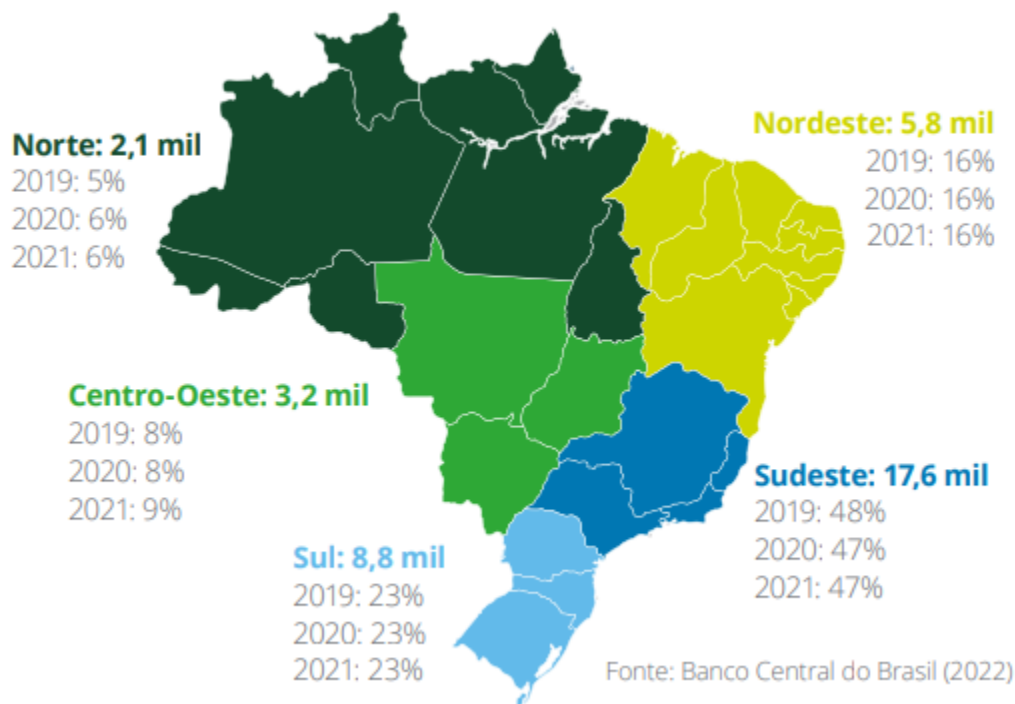 Norte: 2,1 mil
2019: 5%
2020: 6%
2021: 6%
Nordeste: 5,8 mil
2019: 16%
2020: 16%
2021: 16%
Centro-Oeste: 3,2 mil
2019: 8%
2020: 8%
2021: 9%
Sudeste: 17,6 mil
2019: 48%
2020: 47%
2021: 47%
Sul: 8,8 mil
2019: 23%
2020: 23%
2021: 23%
Fonte: Banco Central do Brasil (2022)